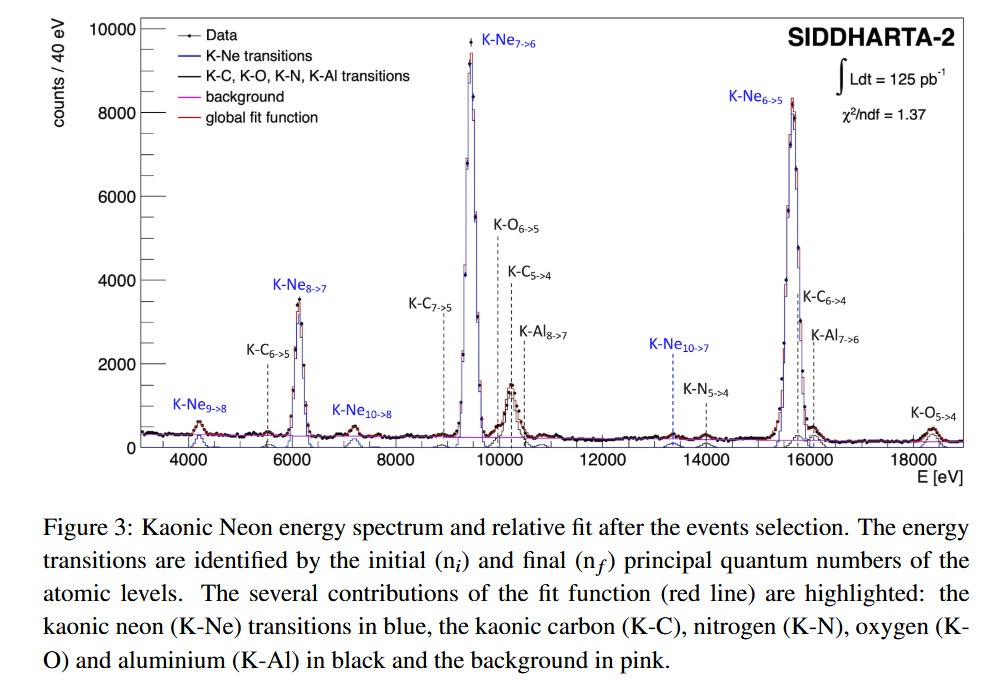 counts / 40 eV
10000
8000
6000
4000
2000
0
Data
K-Ne transitions
K-C, K-O, K-N, K-Al transitions
background
global fit function
SIDDHARTA-2
∫ Ldt = 125 pb⁻¹
χ²/ndf = 1.37
K-Ne₇₋>₆
K-Ne₆₋>₅
K-O₆₋>₅
K-C₅₋>₄
K-Ne₈₋>₇
K-C₇₋>₅
K-C₆₋>₄
K-Al₈₋>₇
K-Al₇₋>₆
K-C₆₋>₅
K-Ne₁₀₋>₇
K-N₅₋>₄
K-Ne₉₋>₈
K-Ne₁₀₋>₈
K-O₅₋>₄
4000 6000 8000 10000 12000 14000 16000 18000
E [eV]
Figure 3: Kaonic Neon energy spectrum and relative fit after the events selection. The energy
transitions are identified by the initial (nᵢ) and final (n_f) principal quantum numbers of the
atomic levels. The several contributions of the fit function (red line) are highlighted: the
kaonic neon (K-Ne) transitions in blue, the kaonic carbon (K-C), nitrogen (K-N), oxygen (K-
O) and aluminium (K-Al) in black and the background in pink.